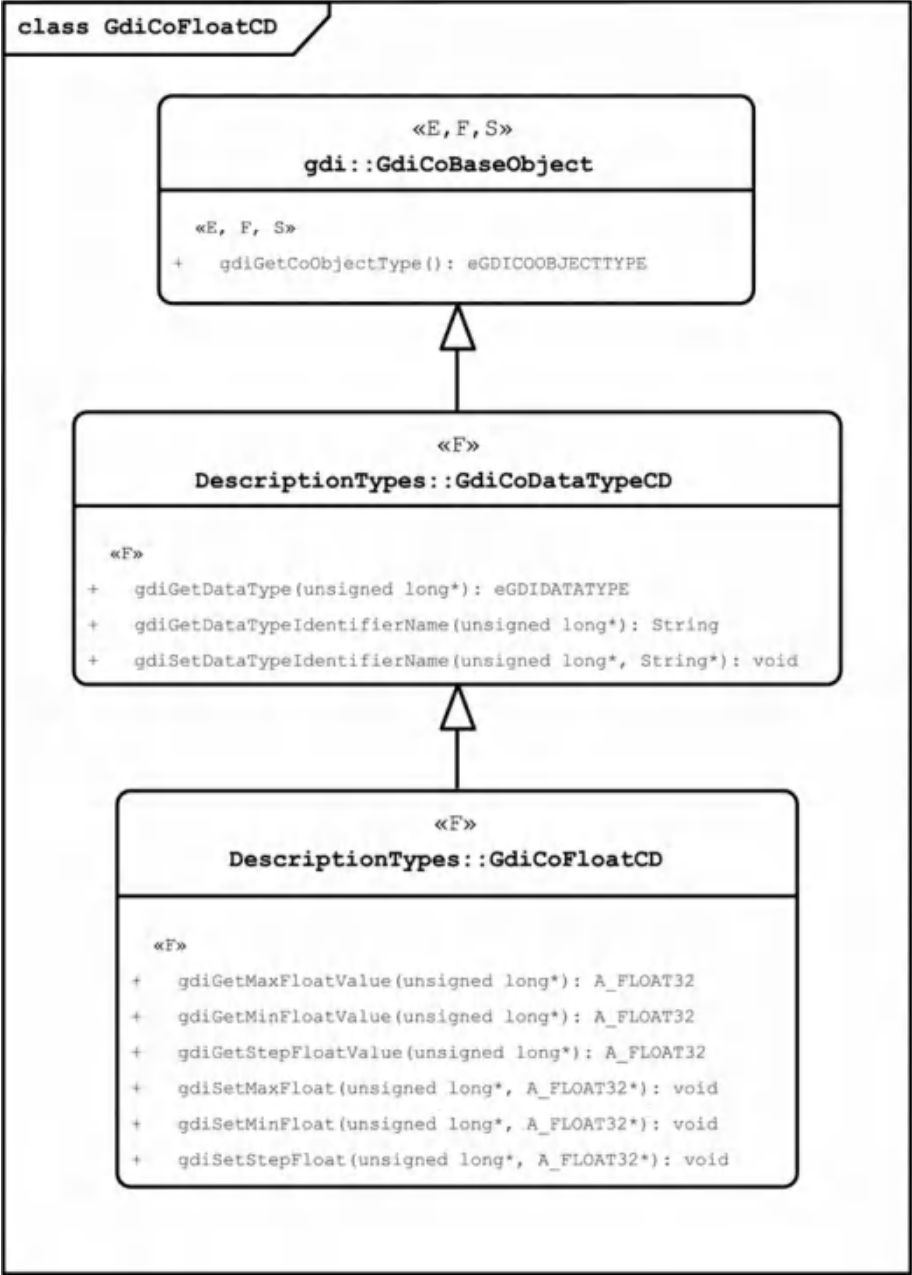 class GdiCoFloatCD
«E,F,S»
gdi::GdiCoBaseObject
«E, F, S»
+ gdiGetCoObjectType(): eGDICOOBJECTTYPE
«F»
DescriptionTypes::GdiCoDataTypeCD
«F»
+ gdiGetDataType(unsigned long*): eGDIDATATYPE
+ gdiGetDataTypeIdentifierName(unsigned long*): String
+ gdiSetDataTypeIdentifierName(unsigned long*, String*): void
«F»
DescriptionTypes::GdiCoFloatCD
«F»
+ gdiGetMaxFloatValue(unsigned long*): A_FLOAT32
+ gdiGetMinFloatValue(unsigned long*): A_FLOAT32
+ gdiGetStepFloatValue(unsigned long*): A_FLOAT32
+ gdiSetMaxFloat(unsigned long*, A_FLOAT32*): void
+ gdiSetMinFloat(unsigned long*, A_FLOAT32*): void
+ gdiSetStepFloat(unsigned long*, A_FLOAT32*): void